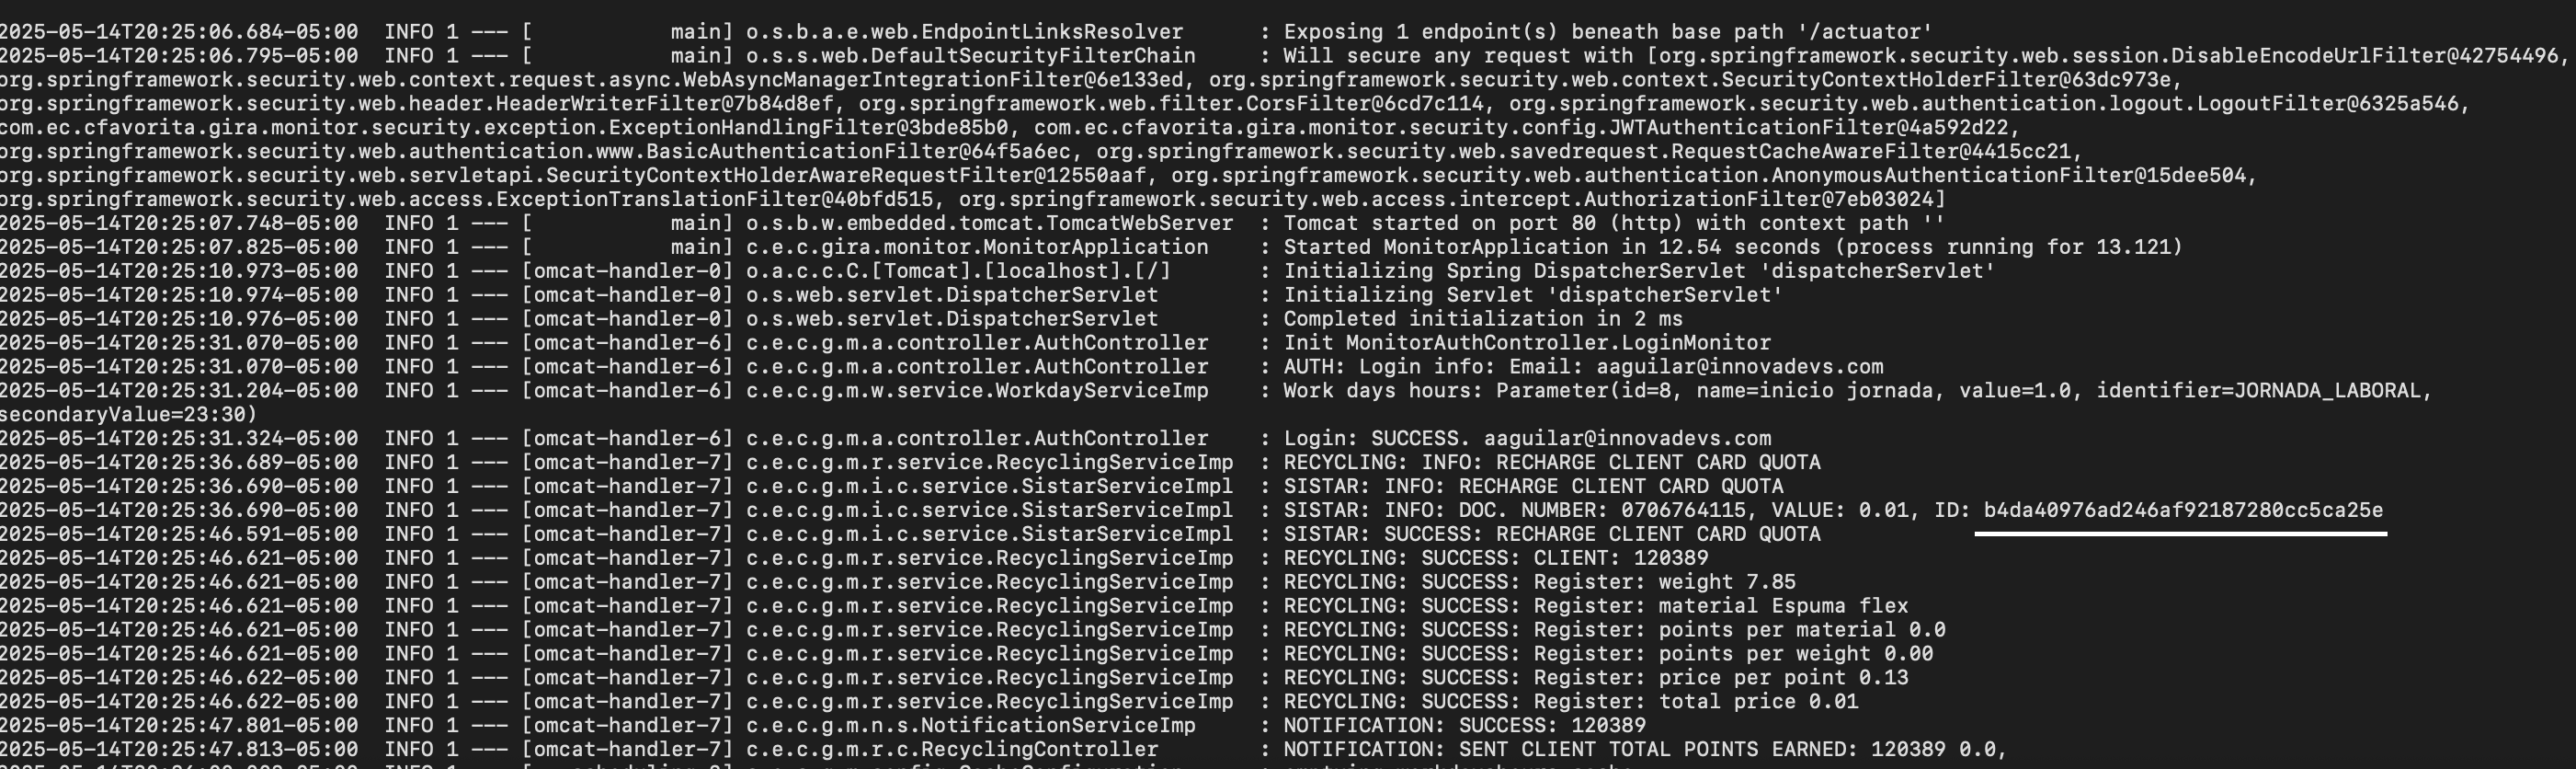 2025-05-14T20:25:06.684-05:00  INFO 1 --- [           main] o.s.b.a.e.web.EndpointLinksResolver      : Exposing 1 endpoint(s) beneath base path '/actuator'
2025-05-14T20:25:06.795-05:00  INFO 1 --- [           main] o.s.s.web.DefaultSecurityFilterChain     : Will secure any request with [org.springframework.security.web.session.DisableEncodeUrlFilter@42754496,
org.springframework.security.web.context.request.async.WebAsyncManagerIntegrationFilter@6e133ed, org.springframework.security.web.context.SecurityContextHolderFilter@63dc973e,
org.springframework.security.web.header.HeaderWriterFilter@7b84d8ef, org.springframework.web.filter.CorsFilter@6cd7c114, org.springframework.security.web.authentication.logout.LogoutFilter@6325a546,
com.ec.cfavorita.gira.monitor.security.exception.ExceptionHandlingFilter@3bde85b0, com.ec.cfavorita.gira.monitor.security.config.JWTAuthenticationFilter@4a592d22,
org.springframework.security.web.authentication.www.BasicAuthenticationFilter@64f5a6ec, org.springframework.security.web.savedrequest.RequestCacheAwareFilter@4415cc21,
org.springframework.security.web.servletapi.SecurityContextHolderAwareRequestFilter@12550aaf, org.springframework.security.web.authentication.AnonymousAuthenticationFilter@15dee504,
org.springframework.security.web.access.ExceptionTranslationFilter@40bfd515, org.springframework.security.web.access.intercept.AuthorizationFilter@7eb03024]
2025-05-14T20:25:07.748-05:00  INFO 1 --- [           main] o.s.b.w.embedded.tomcat.TomcatWebServer  : Tomcat started on port 80 (http) with context path ''
2025-05-14T20:25:07.825-05:00  INFO 1 --- [           main] c.e.c.gira.monitor.MonitorApplication    : Started MonitorApplication in 12.54 seconds (process running for 13.121)
2025-05-14T20:25:10.973-05:00  INFO 1 --- [omcat-handler-0] o.a.c.c.C.[Tomcat].[localhost].[/]       : Initializing Spring DispatcherServlet 'dispatcherServlet'
2025-05-14T20:25:10.974-05:00  INFO 1 --- [omcat-handler-0] o.s.web.servlet.DispatcherServlet        : Initializing Servlet 'dispatcherServlet'
2025-05-14T20:25:10.976-05:00  INFO 1 --- [omcat-handler-0] o.s.web.servlet.DispatcherServlet        : Completed initialization in 2 ms
2025-05-14T20:25:31.070-05:00  INFO 1 --- [omcat-handler-6] c.e.c.g.m.a.controller.AuthController    : Init MonitorAuthController.LoginMonitor
2025-05-14T20:25:31.070-05:00  INFO 1 --- [omcat-handler-6] c.e.c.g.m.a.controller.AuthController    : AUTH: Login info: Email: aaguilar@innovadevs.com
2025-05-14T20:25:31.204-05:00  INFO 1 --- [omcat-handler-6] c.e.c.g.m.w.service.WorkdayServiceImp    : Work days hours: Parameter(id=8, name=inicio jornada, value=1.0, identifier=JORNADA_LABORAL,
secondaryValue=23:30)
2025-05-14T20:25:31.324-05:00  INFO 1 --- [omcat-handler-6] c.e.c.g.m.a.controller.AuthController    : Login: SUCCESS. aaguilar@innovadevs.com
2025-05-14T20:25:36.689-05:00  INFO 1 --- [omcat-handler-7] c.e.c.g.m.r.service.RecyclingServiceImp  : RECYCLING: INFO: RECHARGE CLIENT CARD QUOTA
2025-05-14T20:25:36.690-05:00  INFO 1 --- [omcat-handler-7] c.e.c.g.m.i.c.service.SistarServiceImpl  : SISTAR: INFO: RECHARGE CLIENT CARD QUOTA
2025-05-14T20:25:36.690-05:00  INFO 1 --- [omcat-handler-7] c.e.c.g.m.i.c.service.SistarServiceImpl  : SISTAR: INFO: DOC. NUMBER: 0706764115, VALUE: 0.01, ID: b4da40976ad246af92187280cc5ca25e
2025-05-14T20:25:46.591-05:00  INFO 1 --- [omcat-handler-7] c.e.c.g.m.i.c.service.SistarServiceImpl  : SISTAR: SUCCESS: RECHARGE CLIENT CARD QUOTA
2025-05-14T20:25:46.621-05:00  INFO 1 --- [omcat-handler-7] c.e.c.g.m.r.service.RecyclingServiceImp  : RECYCLING: SUCCESS: CLIENT: 120389
2025-05-14T20:25:46.621-05:00  INFO 1 --- [omcat-handler-7] c.e.c.g.m.r.service.RecyclingServiceImp  : RECYCLING: SUCCESS: Register: weight 7.85
2025-05-14T20:25:46.621-05:00  INFO 1 --- [omcat-handler-7] c.e.c.g.m.r.service.RecyclingServiceImp  : RECYCLING: SUCCESS: Register: material Espuma flex
2025-05-14T20:25:46.621-05:00  INFO 1 --- [omcat-handler-7] c.e.c.g.m.r.service.RecyclingServiceImp  : RECYCLING: SUCCESS: Register: points per material 0.0
2025-05-14T20:25:46.621-05:00  INFO 1 --- [omcat-handler-7] c.e.c.g.m.r.service.RecyclingServiceImp  : RECYCLING: SUCCESS: Register: points per weight 0.00
2025-05-14T20:25:46.622-05:00  INFO 1 --- [omcat-handler-7] c.e.c.g.m.r.service.RecyclingServiceImp  : RECYCLING: SUCCESS: Register: price per point 0.13
2025-05-14T20:25:46.622-05:00  INFO 1 --- [omcat-handler-7] c.e.c.g.m.r.service.RecyclingServiceImp  : RECYCLING: SUCCESS: Register: total price 0.01
2025-05-14T20:25:47.801-05:00  INFO 1 --- [omcat-handler-7] c.e.c.g.m.n.s.NotificationServiceImp     : NOTIFICATION: SUCCESS: 120389
2025-05-14T20:25:47.813-05:00  INFO 1 --- [omcat-handler-7] c.e.c.g.m.r.c.RecyclingController        : NOTIFICATION: SENT CLIENT TOTAL POINTS EARNED: 120389 0.0,